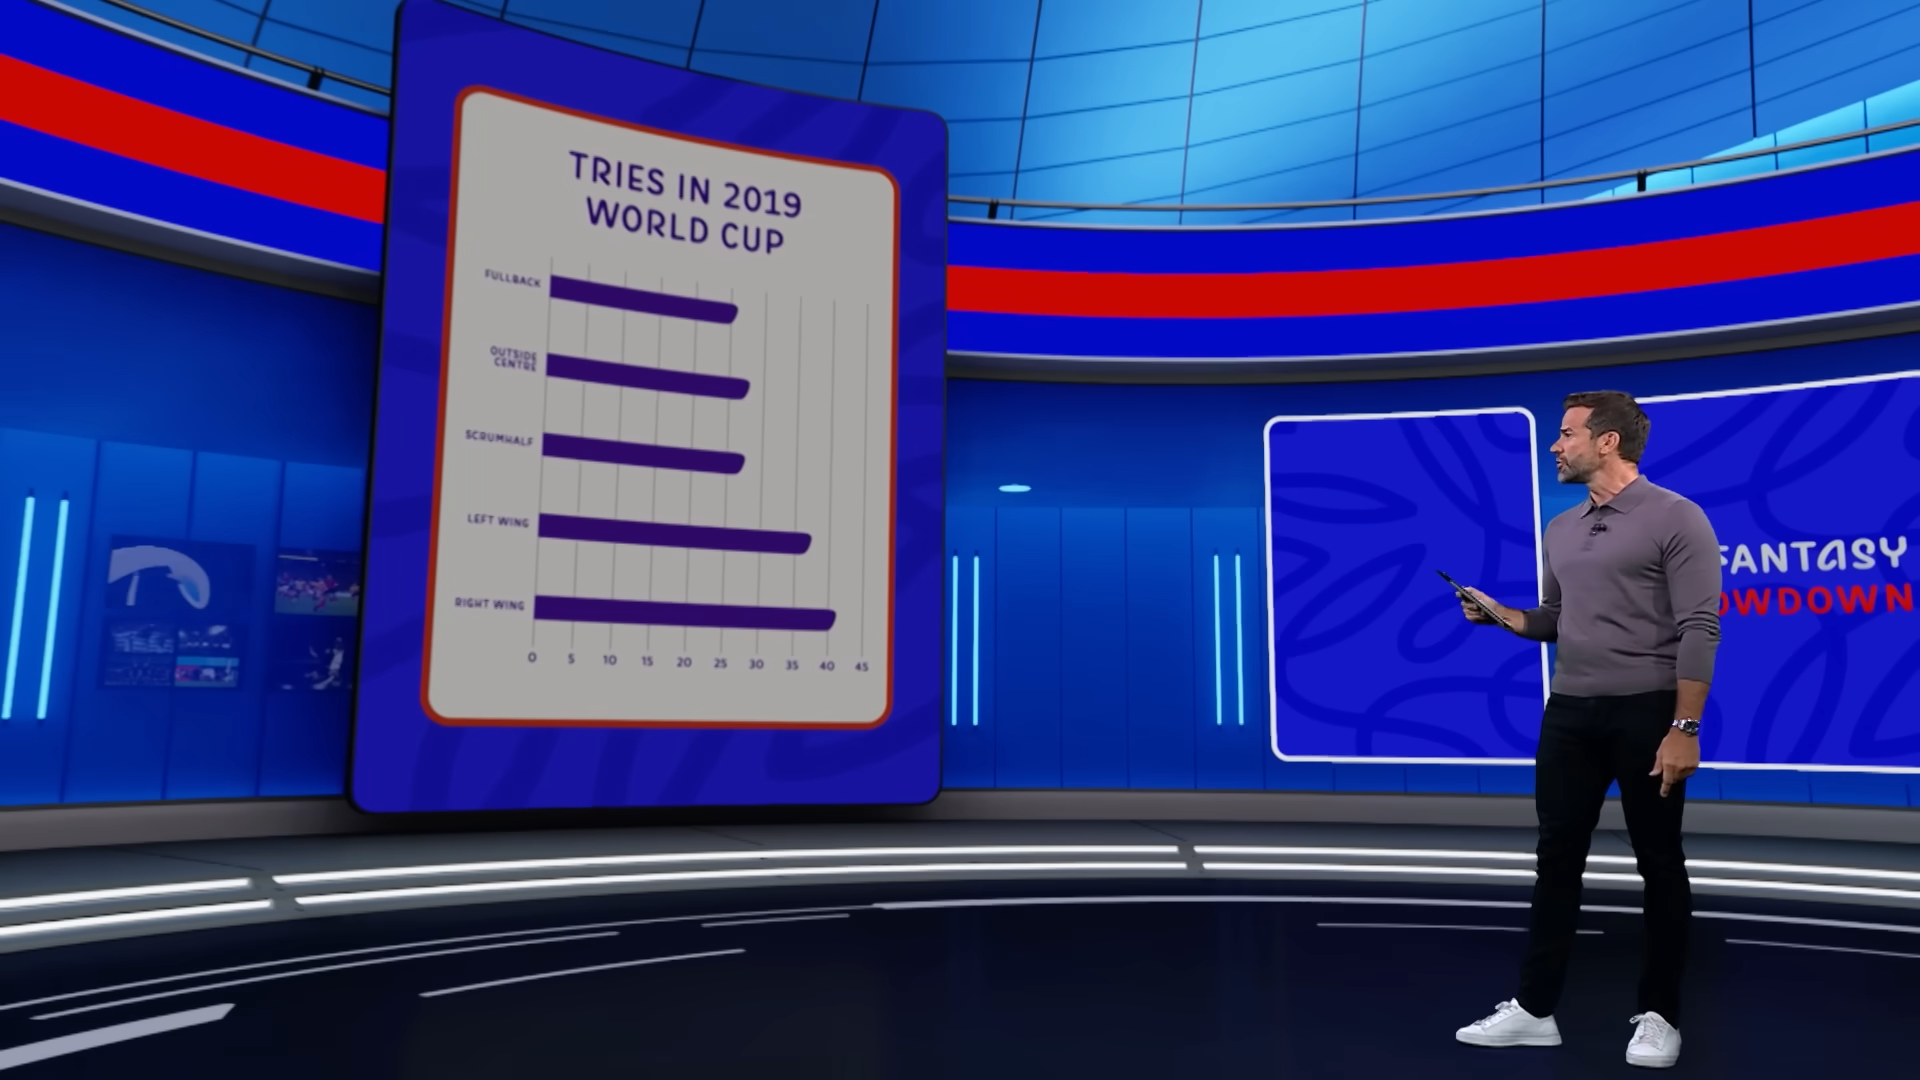 TRIES IN 2019
WORLD CUP
FULLBACK
OUTSIDE
CENTRE
SCRUMHALF
LEFT WING
RIGHT WING
0 5 10 15 20 25 30 35 40 45
FANTASY
OWDOWN